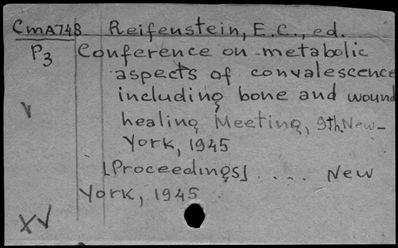 CMA748 Reifenstein, E.C., ed.
P3 Conference on metabolic
aspects of convalescence
including bone and wound
healing Meeting, 9th, New-
York, 1945
[Proceedings] .... New
York, 1945
XV